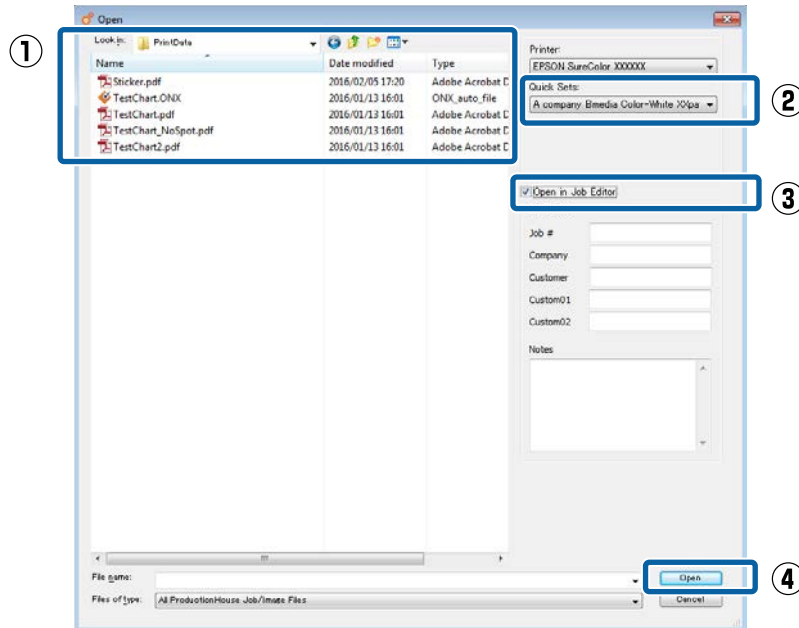 Open
①
Look in: PrintData
Name Date modified Type
Sticker.pdf 2016/02/05 17:20 Adobe Acrobat D
TestChart.ONX 2016/01/13 16:01 ONX_auto_file
TestChart.pdf 2016/01/13 16:01 Adobe Acrobat D
TestChart_NoSpot.pdf 2016/01/13 16:01 Adobe Acrobat D
TestChart2.pdf 2016/01/13 16:01 Adobe Acrobat D
Printer:
EPSON SureColor XXXXXX
Quick Sets:
A company Bmedia Color-White XXpa
②
Open in Job Editor
③
Job #
Company
Customer
Custom01
Custom02
Notes
File name:
Open
④
Files of type: All ProductionHouse Job/Image Files
Cancel